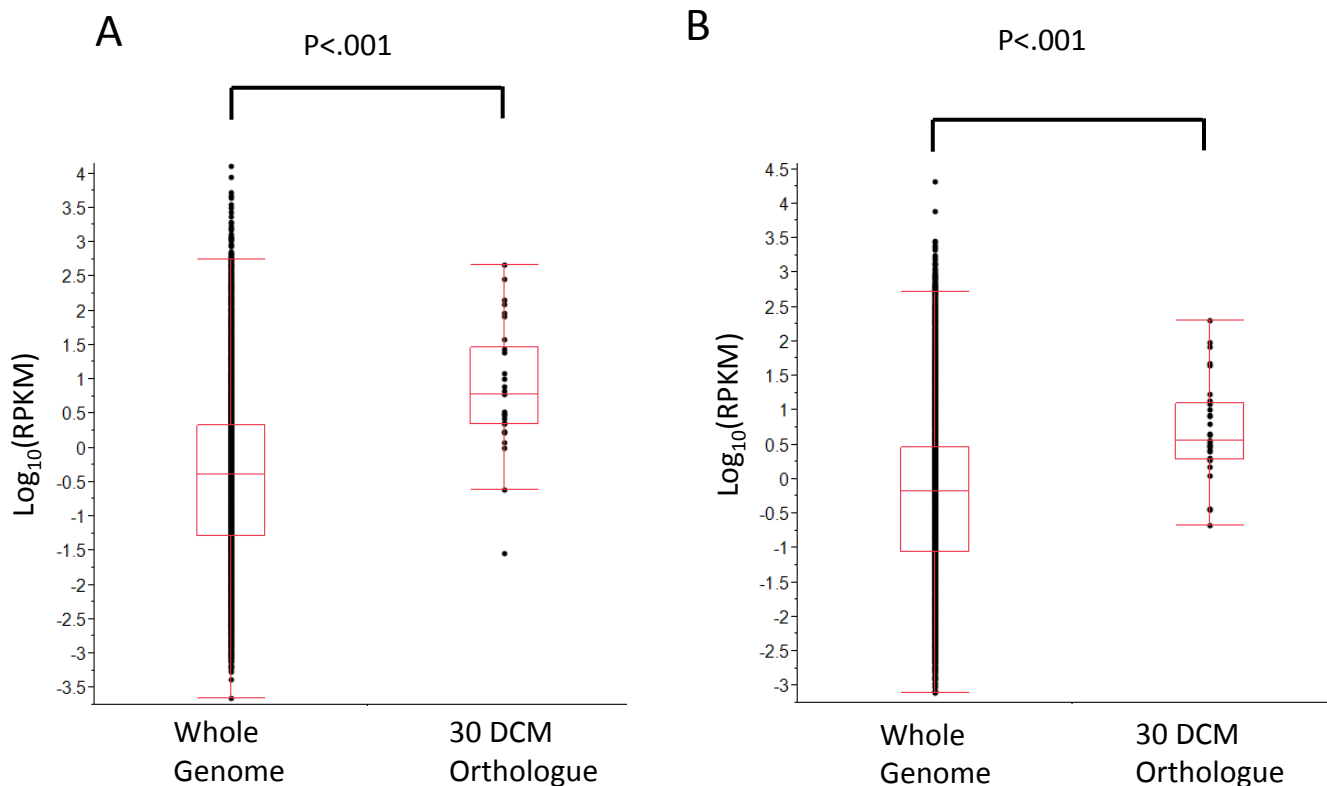 A
P<.001
Log₁₀(RPKM)
4
3.5
3
2.5
2
1.5
1
0.5
0
-0.5
-1
-1.5
-2
-2.5
-3
-3.5
Whole
Genome
30 DCM
Orthologue
B
P<.001
Log₁₀(RPKM)
4.5
4
3.5
3
2.5
2
1.5
1
0.5
0
-0.5
-1
-1.5
-2
-2.5
-3
Whole
Genome
30 DCM
Orthologue